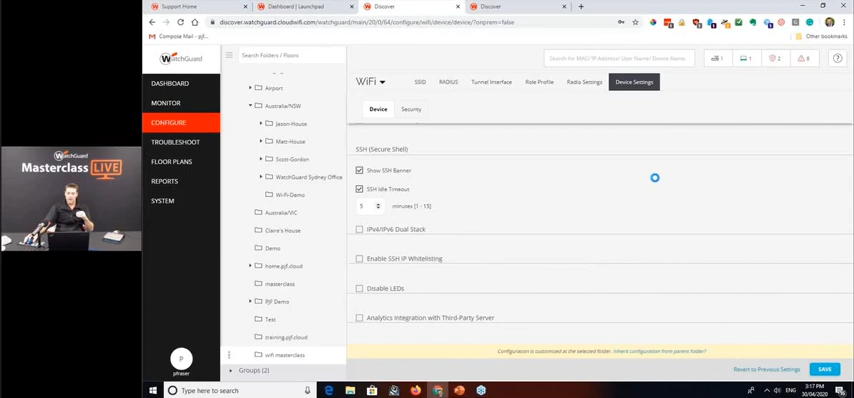 Support Home
Dashboard | Launchpad
Discover
Discover
discover.watchguard.cloudwifi.com/watchguard/main/20/0/64/configure/wifi/device/device/?onprem=false
Compose Mail - pjf...
Other bookmarks
WatchGuard
Search Folders / Floors
Search for MAC/ IP Address/ User Name/ Device Name
1
1
2
8
DASHBOARD
MONITOR
CONFIGURE
TROUBLESHOOT
FLOOR PLANS
REPORTS
SYSTEM
Airport
Australia/NSW
Jason-House
Matt-House
Scott-Gordon
WatchGuard Sydney Office
Wi-Fi-Demo
Australia/VIC
Claire's House
Demo
home.pjf.cloud
masterclass
PJF Demo
Test
training.pjf.cloud
wifi masterclass
Groups (2)
WiFi
SSID
RADIUS
Tunnel Interface
Role Profile
Radio Settings
Device Settings
Device
Security
SSH (Secure Shell)
Show SSH Banner
SSH Idle Timeout
5
minutes [1 - 15]
IPv4/IPv6 Dual Stack
Enable SSH IP Whitelisting
Disable LEDs
Analytics Integration with Third-Party Server
Configuration is customised at the selected folder. Inherit configuration from parent folder?
Revert to Previous Settings
SAVE
P
pfraser
WatchGuard
Masterclass LIVE
Type here to search
ENG
3:17 PM
30/04/2020